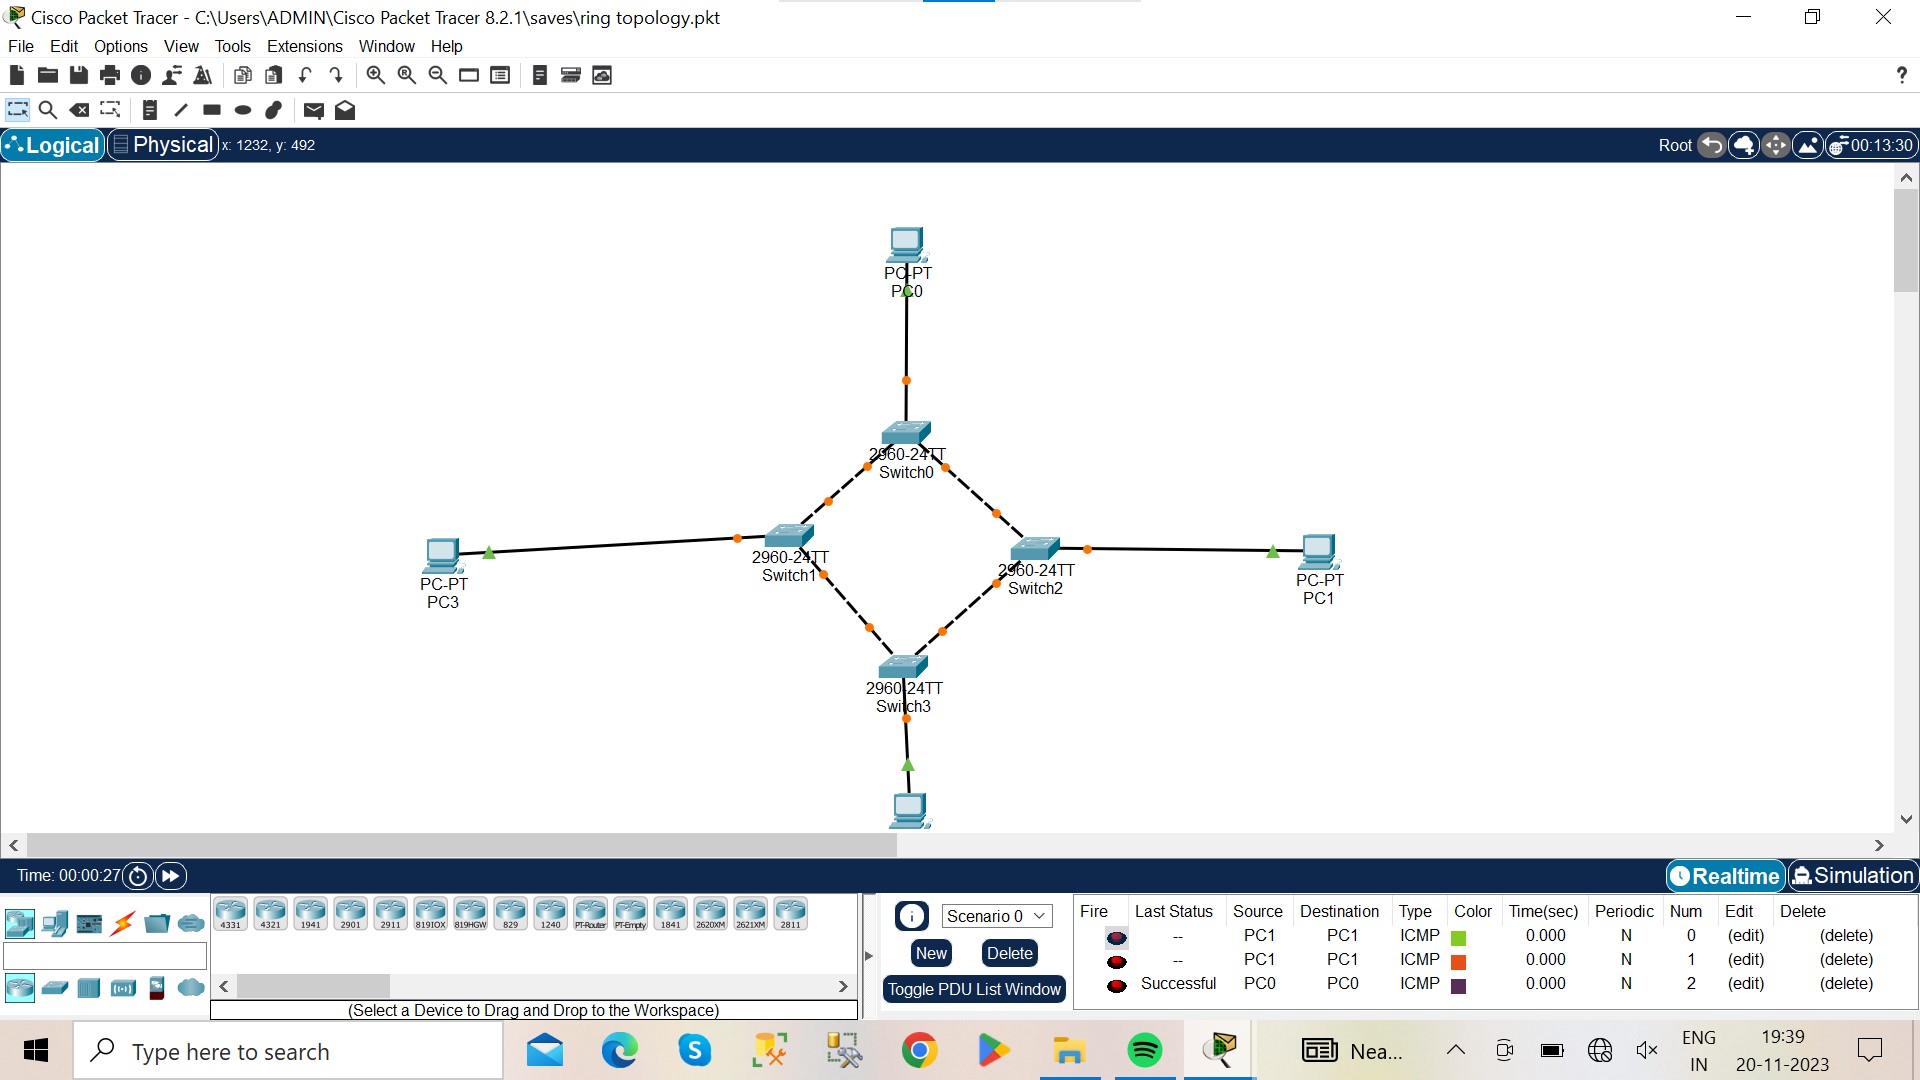 Cisco Packet Tracer - C:\Users\ADMIN\Cisco Packet Tracer 8.2.1\saves\ring topology.pkt
File Edit Options View Tools Extensions Window Help
?
Logical Physical x: 1232, y: 492 Root 00:13:30
PC-PT
PC0
2960-24TT
Switch0
2960-24TT
Switch1
2960-24TT
Switch2
PC-PT
PC3
PC-PT
PC1
2960-24TT
Switch3
Time: 00:00:27 Realtime Simulation
4331 4321 1941 2901 2911 819IOX 819HGW 829 1240 PT-Router PT-Empty 1841 2620XM 2621XM 2811
(Select a Device to Drag and Drop to the Workspace)
Scenario 0
New Delete
Toggle PDU List Window
Fire Last Status Source Destination Type Color Time(sec) Periodic Num Edit Delete
-- PC1 PC1 ICMP 0.000 N 0 (edit) (delete)
-- PC1 PC1 ICMP 0.000 N 1 (edit) (delete)
Successful PC0 PC0 ICMP 0.000 N 2 (edit) (delete)
Type here to search
Nea...
ENG
IN
19:39
20-11-2023